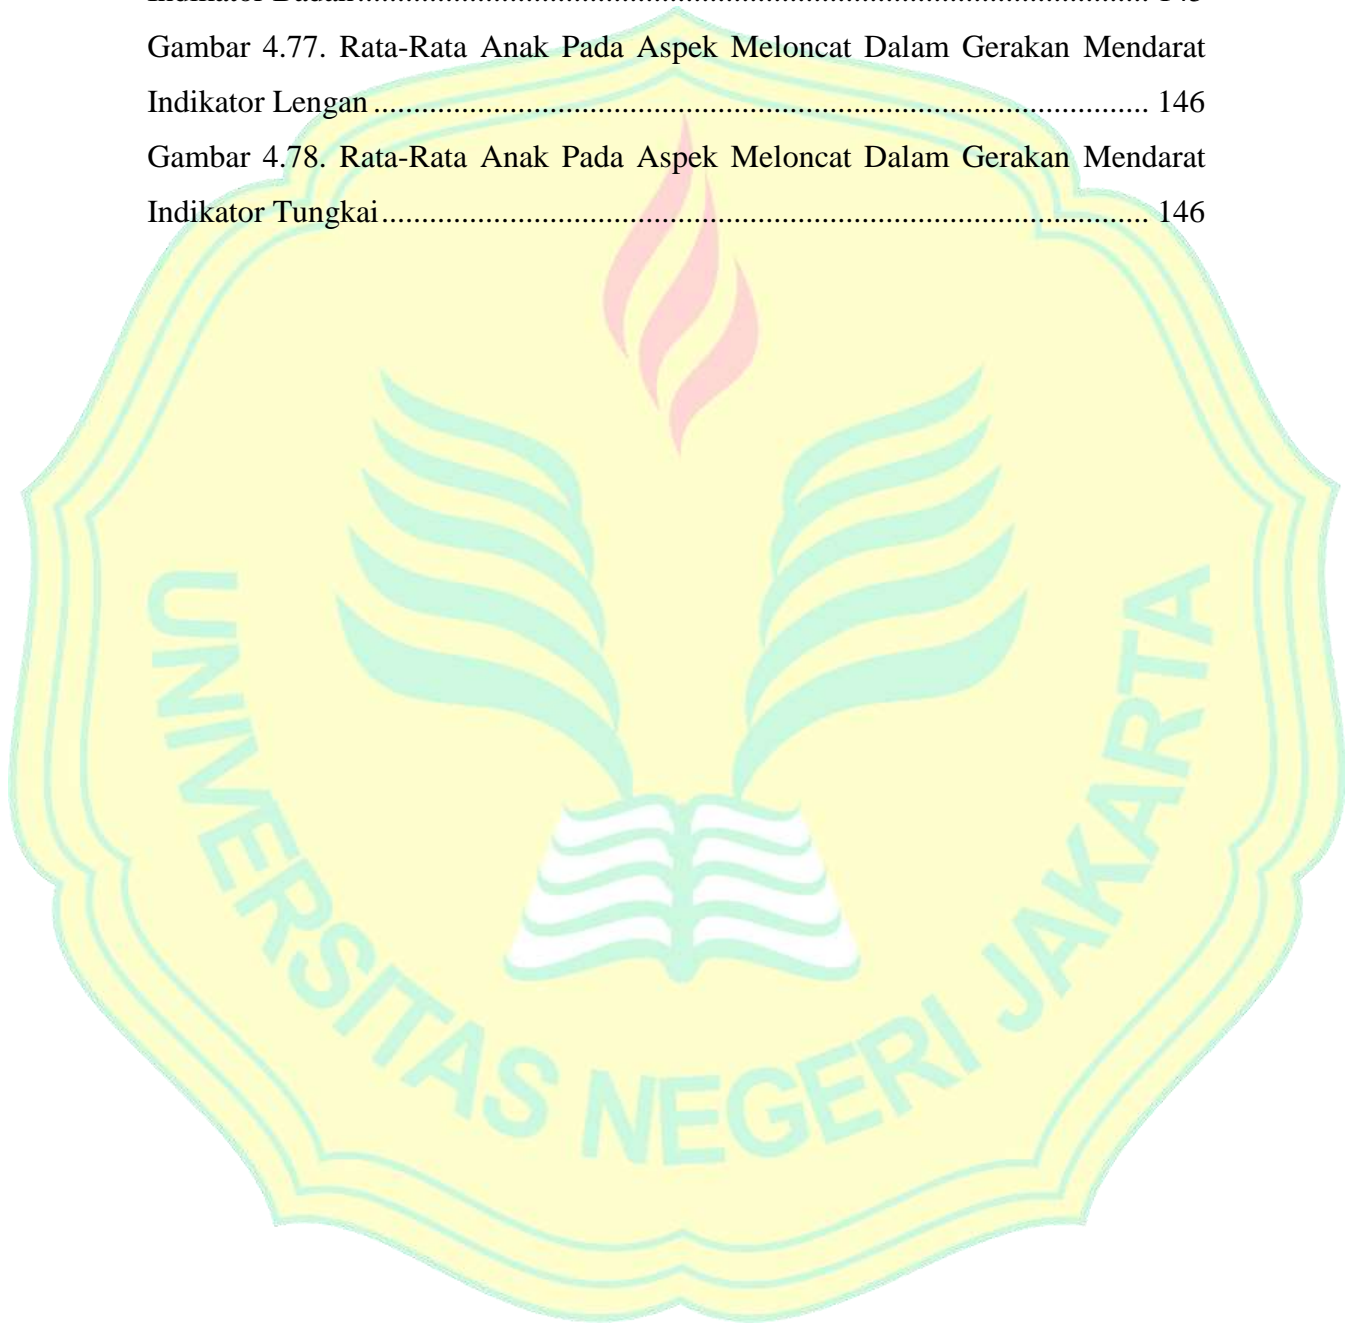 Gambar 4.77. Rata-Rata Anak Pada Aspek Meloncat Dalam Gerakan Mendarat
Indikator Lengan ................................................................................................ 146
Gambar 4.78. Rata-Rata Anak Pada Aspek Meloncat Dalam Gerakan Mendarat
Indikator Tungkai ............................................................................................... 146
UNIVERSITAS NEGERI JAKARTA